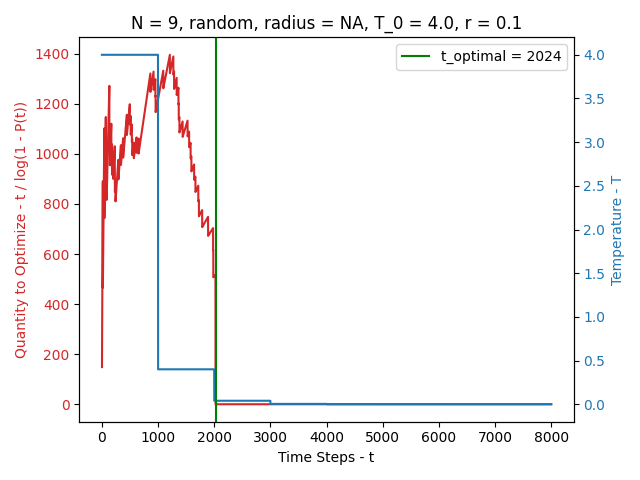 N = 9, random, radius = NA, T_0 = 4.0, r = 0.1
t_optimal = 2024
Quantity to Optimize - t / log(1 - P(t))
1400
1200
1000
800
600
400
200
0
4.0
3.5
3.0
2.5
2.0
1.5
1.0
0.5
0.0
Temperature - T
0 1000 2000 3000 4000 5000 6000 7000 8000
Time Steps - t